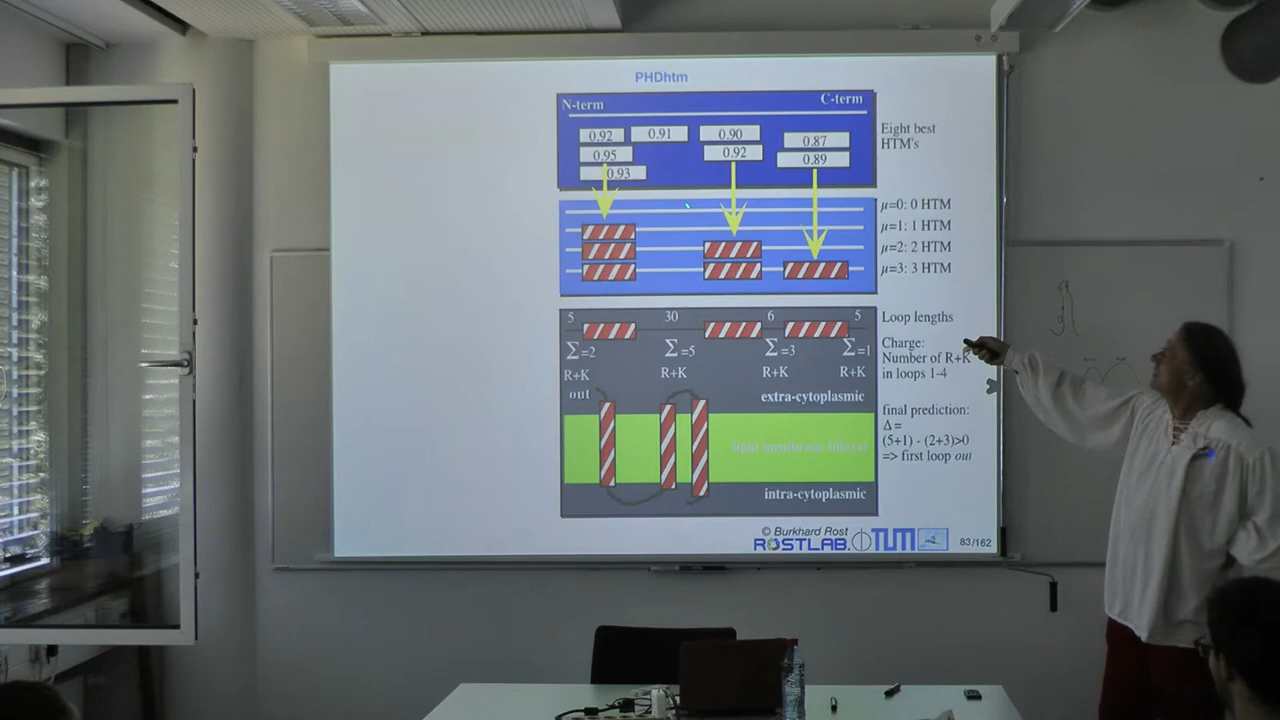 PHDhtm
N-term
C-term
0.92
0.91
0.90
0.87
0.95
0.92
0.89
0.93
Eight best
HTM's
μ=0: 0 HTM
μ=1: 1 HTM
μ=2: 2 HTM
μ=3: 3 HTM
5 30 6 5
Loop lengths
Σ=2 Σ=5 Σ=3 Σ=1
R+K R+K R+K R+K
Charge:
Number of R+K
in loops 1-4
out
extra-cytoplasmic
lipid membrane bilayer
intra-cytoplasmic
final prediction:
Δ =
(5+1) - (2+3)>0
=> first loop out
© Burkhard Rost
ROSTLAB.
TUM
83/162